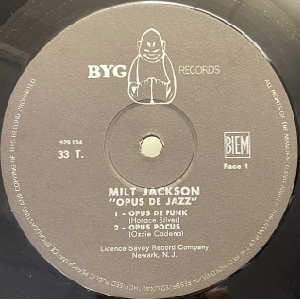 BYG RECORDS
529 154
33 T.
BIEM
Face 1
MILT JACKSON
"OPUS DE JAZZ"
1 - OPUS DE FUNK
(Horace Silver)
2 - OPUS POCUS
(Ozzie Cadena)
Licence Savoy Record Company
Newark, N. J.